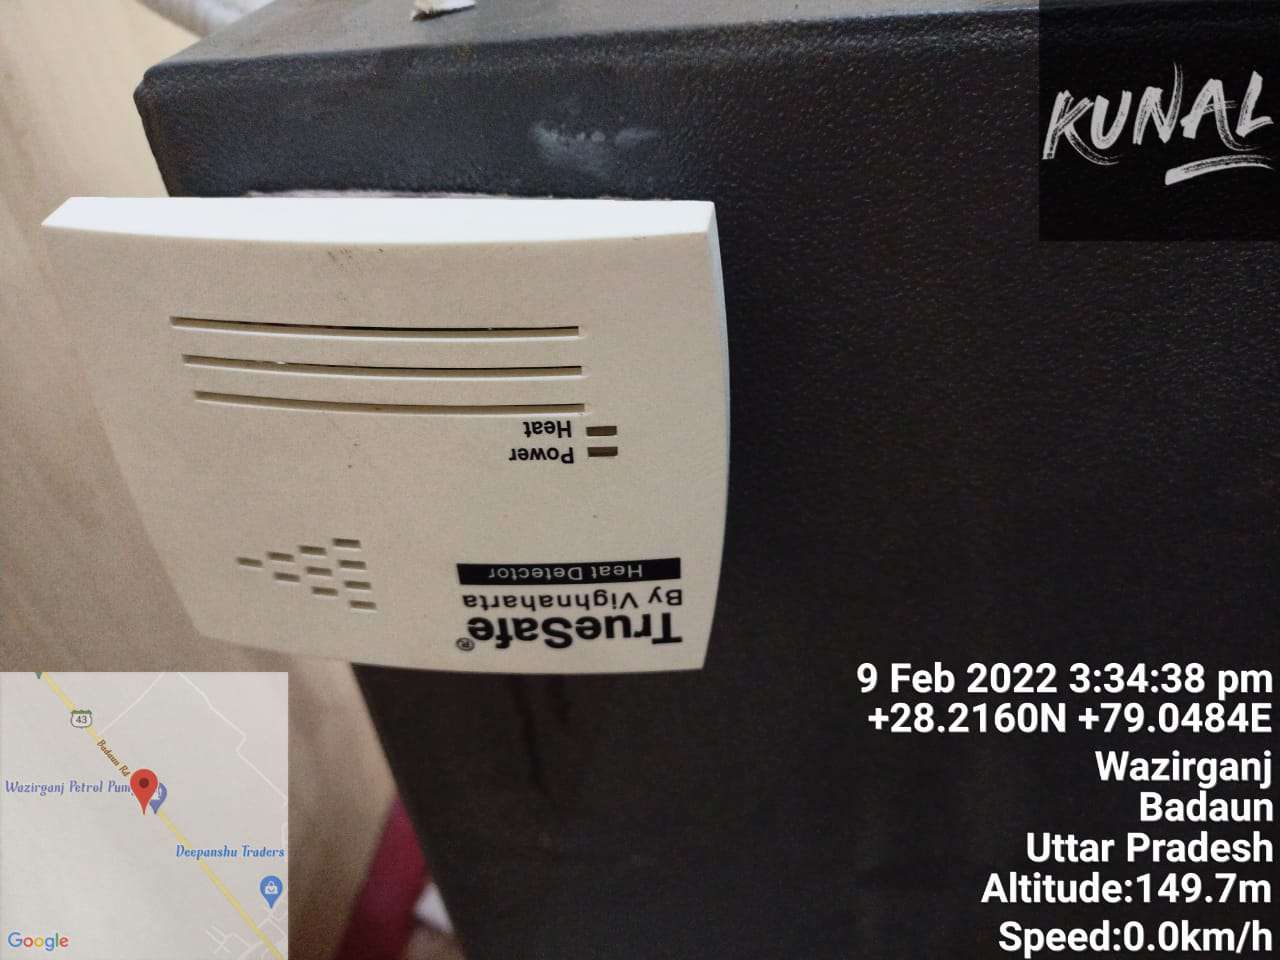 KUNAL
Heat
Power
Heat Detector
By Vighnaharta
TrueSafe®
43
Badaun Rd
Wazirganj Petrol Pum
Deepanshu Traders
Google
9 Feb 2022 3:34:38 pm
+28.2160N +79.0484E
Wazirganj
Badaun
Uttar Pradesh
Altitude:149.7m
Speed:0.0km/h